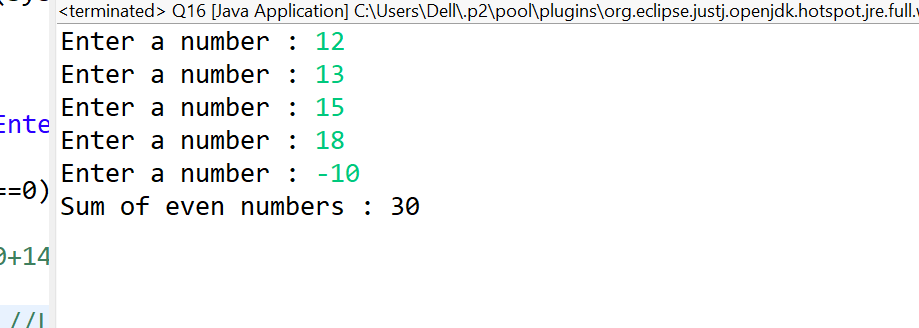 <terminated> Q16 [Java Application] C:\Users\Dell\.p2\pool\plugins\org.eclipse.justj.openjdk.hotspot.jre.full.
Enter a number : 12
Enter a number : 13
Enter a number : 15
Ente
Enter a number : 18
Enter a number : -10
==0)
Sum of even numbers : 30
0+14
//